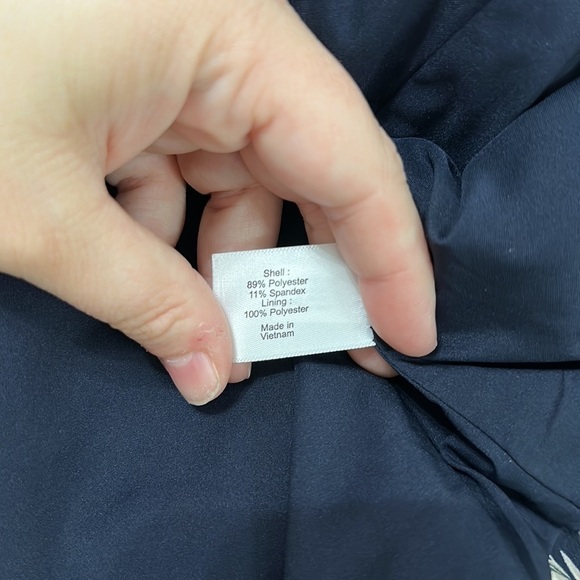 Shell :
89% Polyester
11% Spandex
Lining :
100% Polyester
Made in
Vietnam